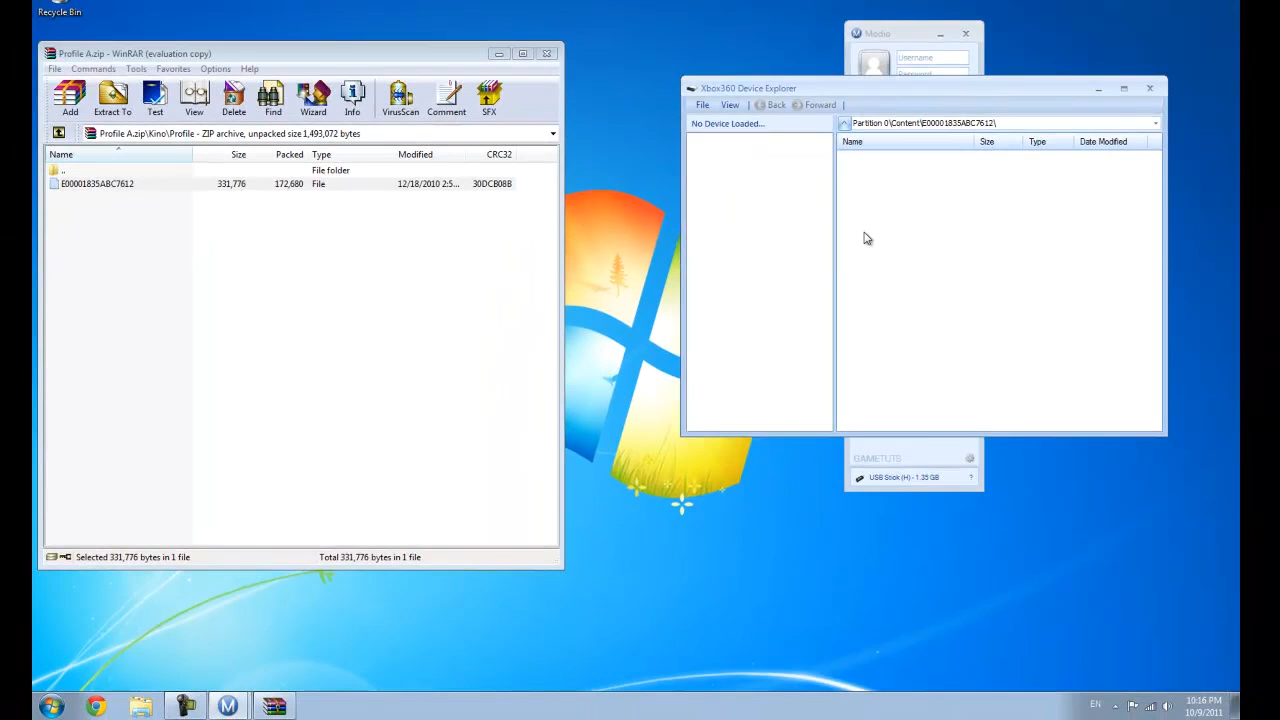 Recycle Bin
Profile A.zip - WinRAR (evaluation copy)
File Commands Tools Favorites Options Help
Add Extract To Test View Delete Find Wizard Info VirusScan Comment SFX
Profile A.zip\Kino\Profile - ZIP archive, unpacked size 1,493,072 bytes
Name Size Packed Type Modified CRC32
.. File folder
E00001835ABC7612 331,776 172,680 File 12/18/2010 2:5... 30DCB08B
Selected 331,776 bytes in 1 file Total 331,776 bytes in 1 file
Modio
Username
Password
Xbox360 Device Explorer
File View | Back Forward |
No Device Loaded...
Partition 0\Content\E00001835ABC7612\
Name Size Type Date Modified
GAMETUTS
USB Stick (H) - 1.35 GB ?
EN
10:16 PM
10/9/2011